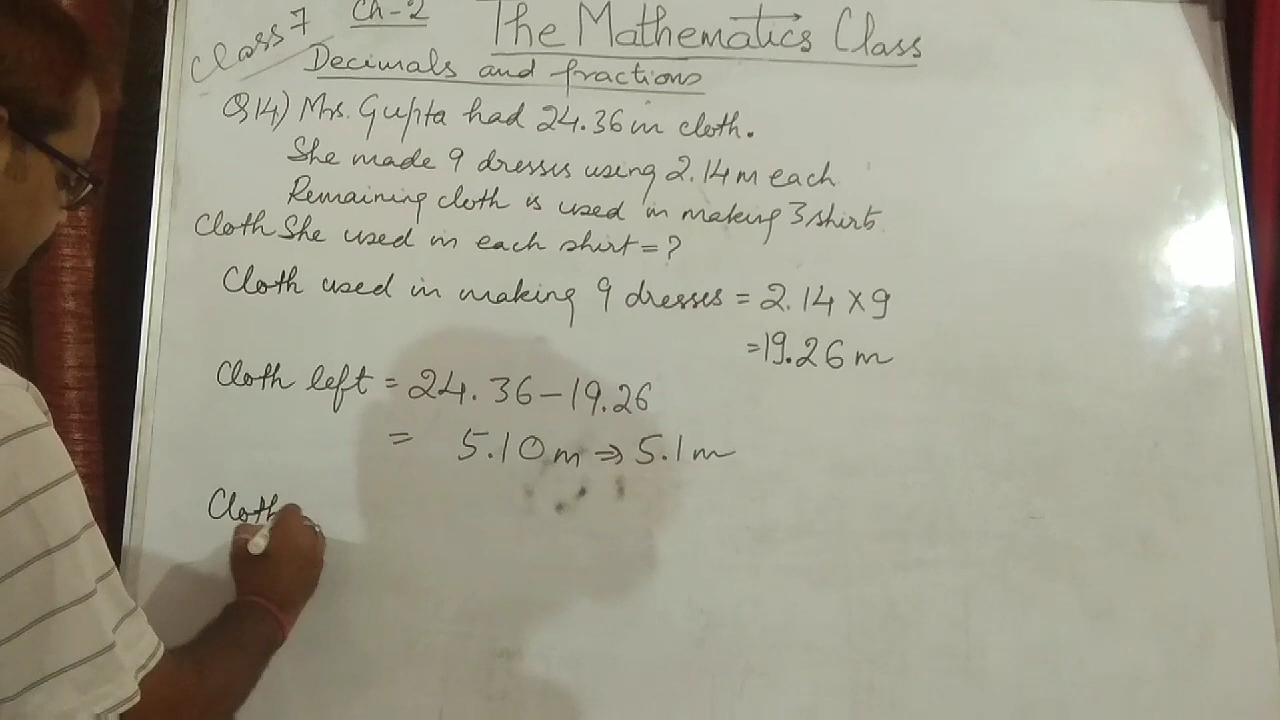 Class 7 Ch-2 The Mathematics Class
Decimals and fractions
Q14) Mrs. Gupta had 24.36 m cloth.
She made 9 dresses using 2.14 m each
Remaining cloth is used in making 3 shirts.
Cloth She used in each shirt = ?
Cloth used in making 9 dresses = 2.14 × 9
= 19.26 m
Cloth left = 24.36 - 19.26
= 5.10 m ⇒ 5.1 m
Cloth